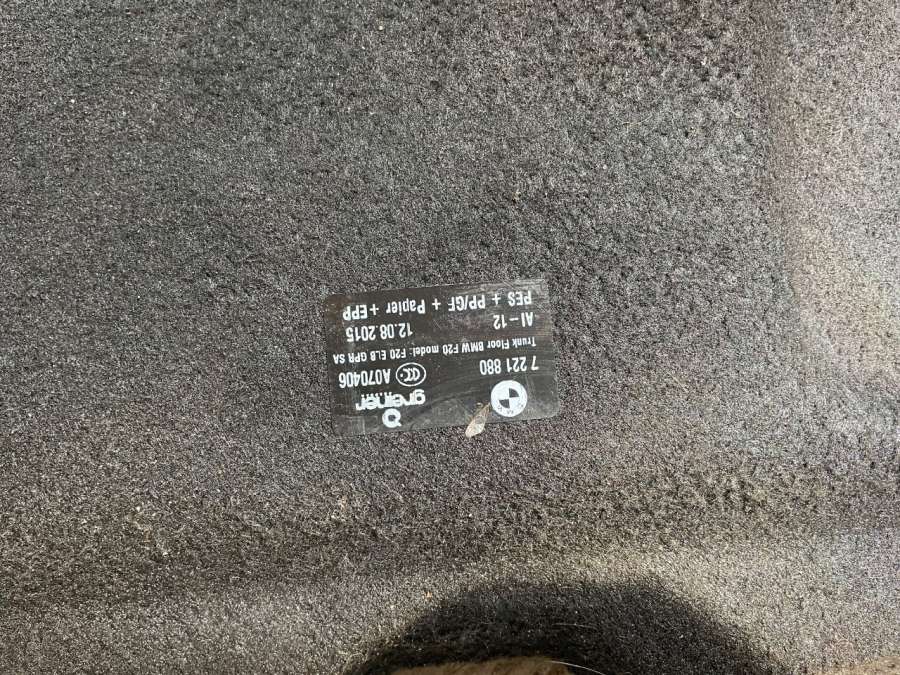 greiner
7 221 880
A070406
Trunk Floor BMW F20 model: F20 ELB GPR SA
AI-12 12.08.2015
PES + PP/GF + Papier + EPP